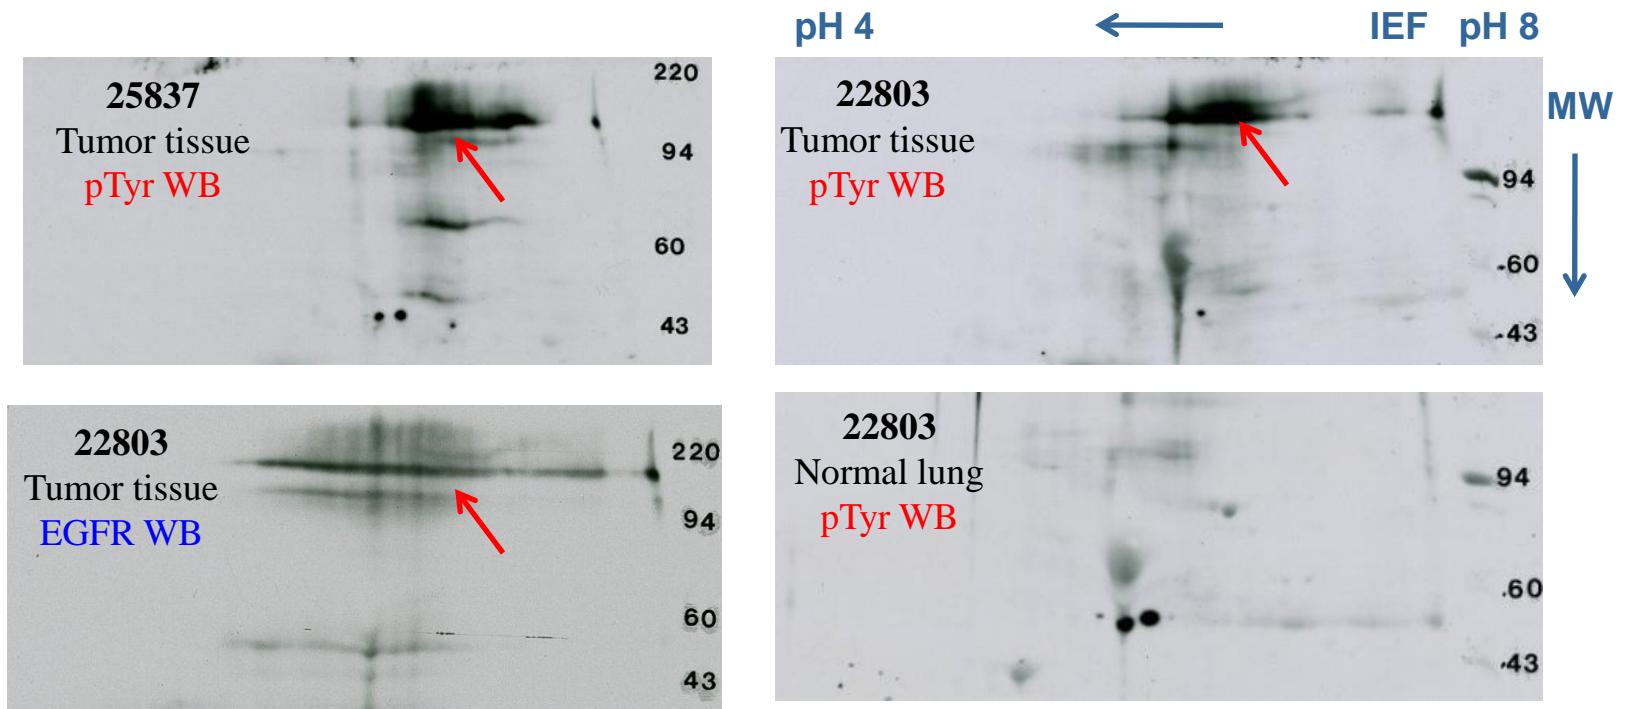 pH 4 IEF pH 8
25837
Tumor tissue
pTyr WB
220
94
60
43
22803
Tumor tissue
pTyr WB
94
.60
.43
MW
22803
Tumor tissue
EGFR WB
220
94
60
43
22803
Normal lung
pTyr WB
94
.60
.43